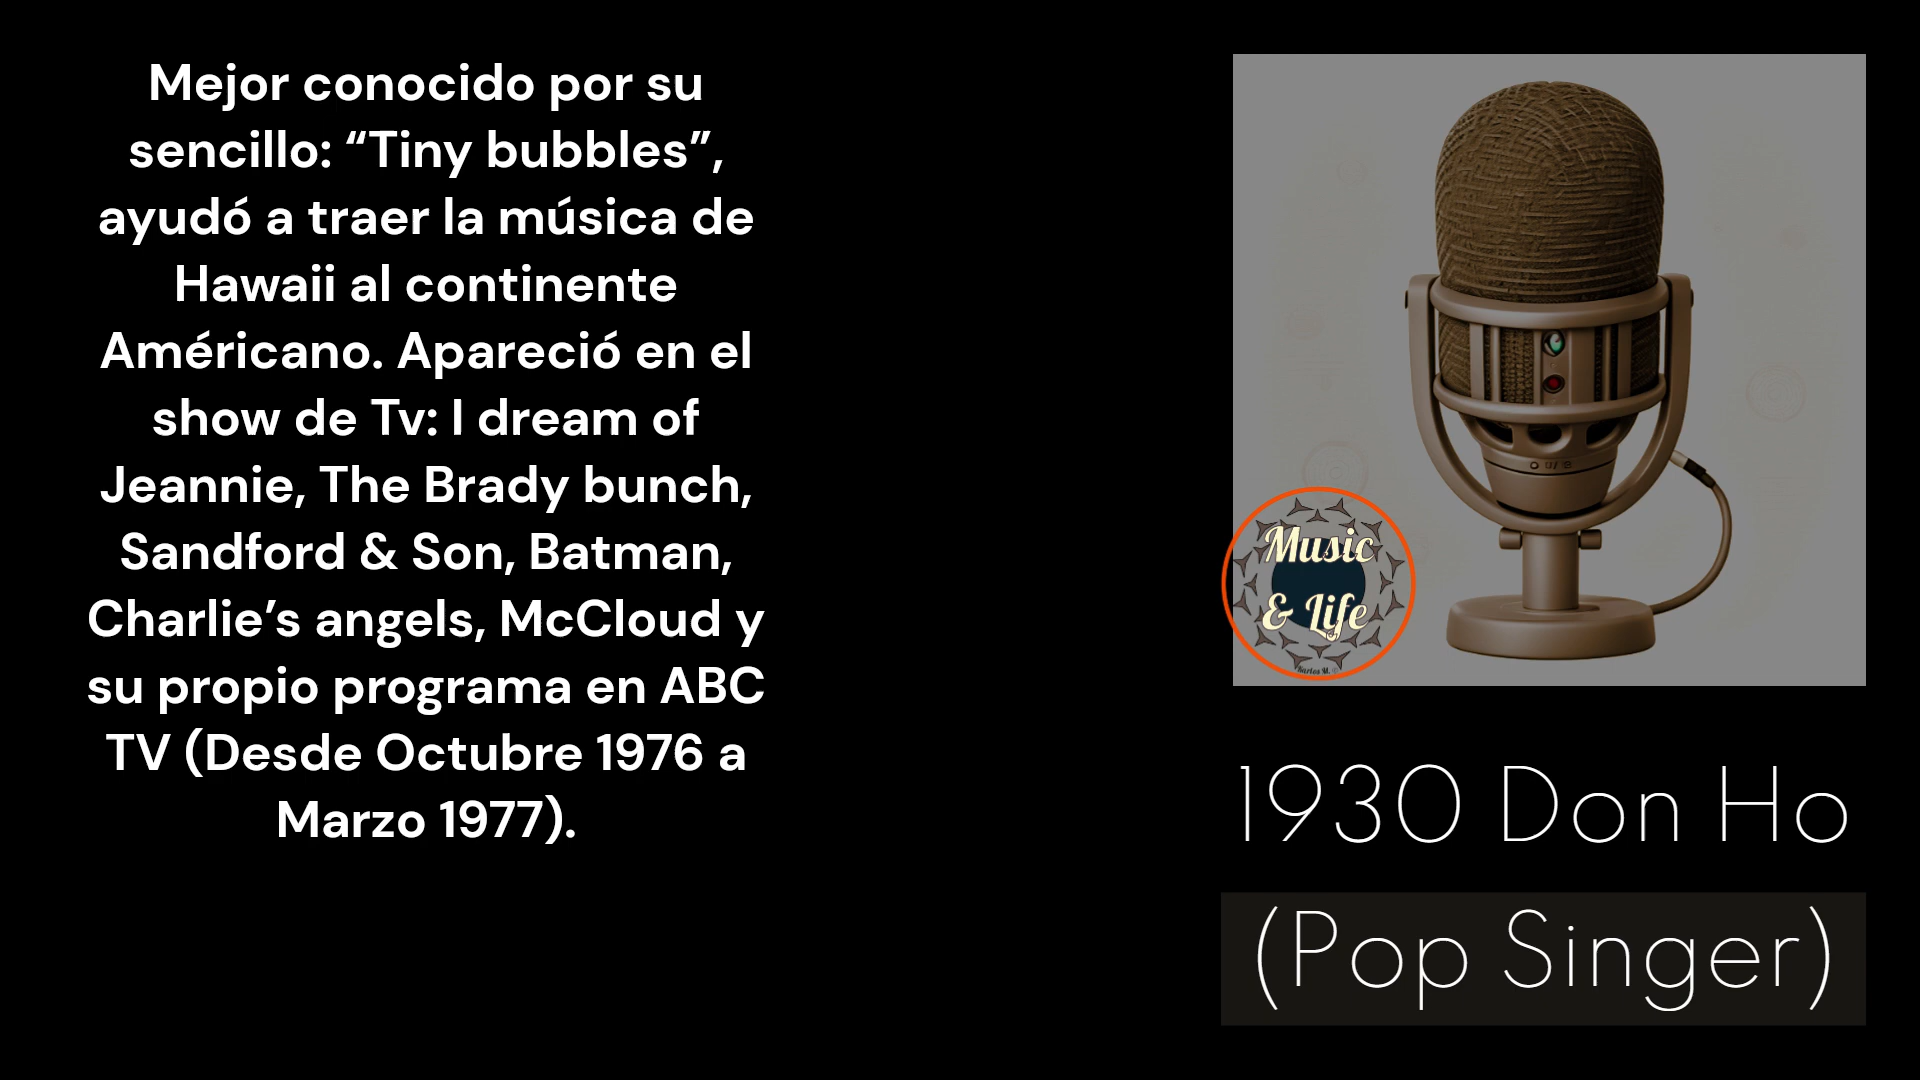 Mejor conocido por su
sencillo: “Tiny bubbles”,
ayudó a traer la música de
Hawaii al continente
Américano. Apareció en el
show de Tv: I dream of
Jeannie, The Brady bunch,
Sandford & Son, Batman,
Charlie’s angels, McCloud y
su propio programa en ABC
TV (Desde Octubre 1976 a
Marzo 1977).
Music
& Life
1930 Don Ho
(Pop Singer)